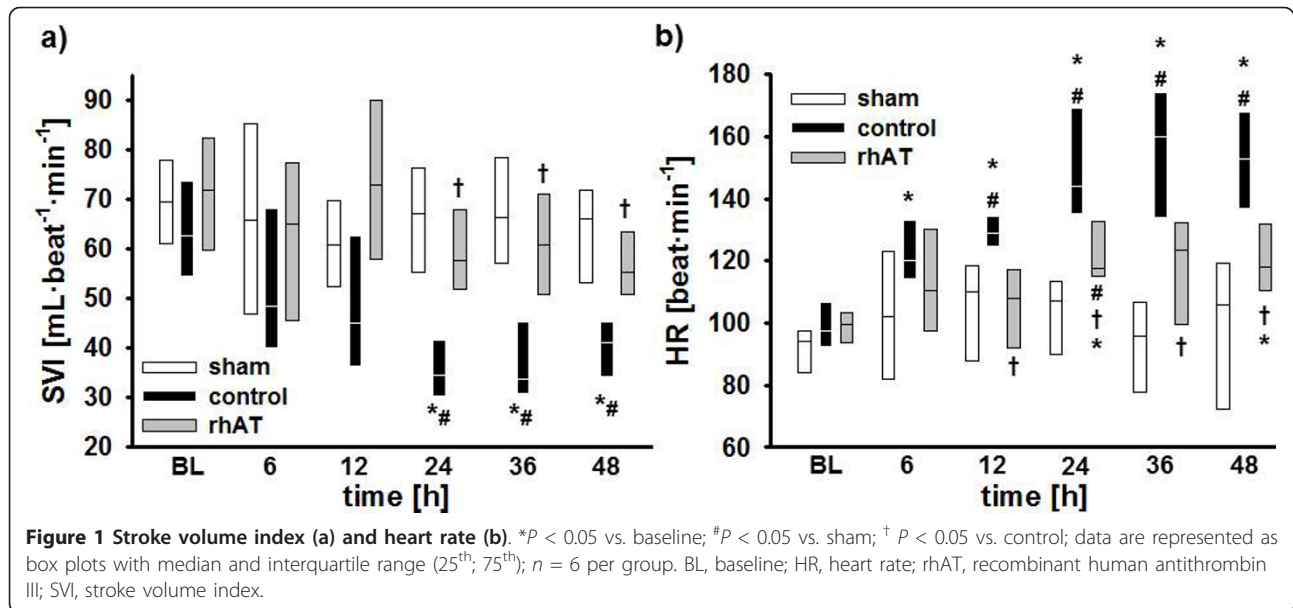 a)
SVI [mL·beat⁻¹·min⁻¹]
90
80
70
60
50
40
30
20
† † †
*# *# *#
sham
control
rhAT
BL 6 12 24 36 48
time [h]
b)
HR [beat·min⁻¹]
180
160
140
120
100
80
60
sham
control
rhAT
* * *
# # #
*
*
#
†
#
†
*
†
†
*
BL 6 12 24 36 48
time [h]
Figure 1 Stroke volume index (a) and heart rate (b). *P < 0.05 vs. baseline; #P < 0.05 vs. sham; † P < 0.05 vs. control; data are represented as
box plots with median and interquartile range (25th; 75th); n = 6 per group. BL, baseline; HR, heart rate; rhAT, recombinant human antithrombin
III; SVI, stroke volume index.